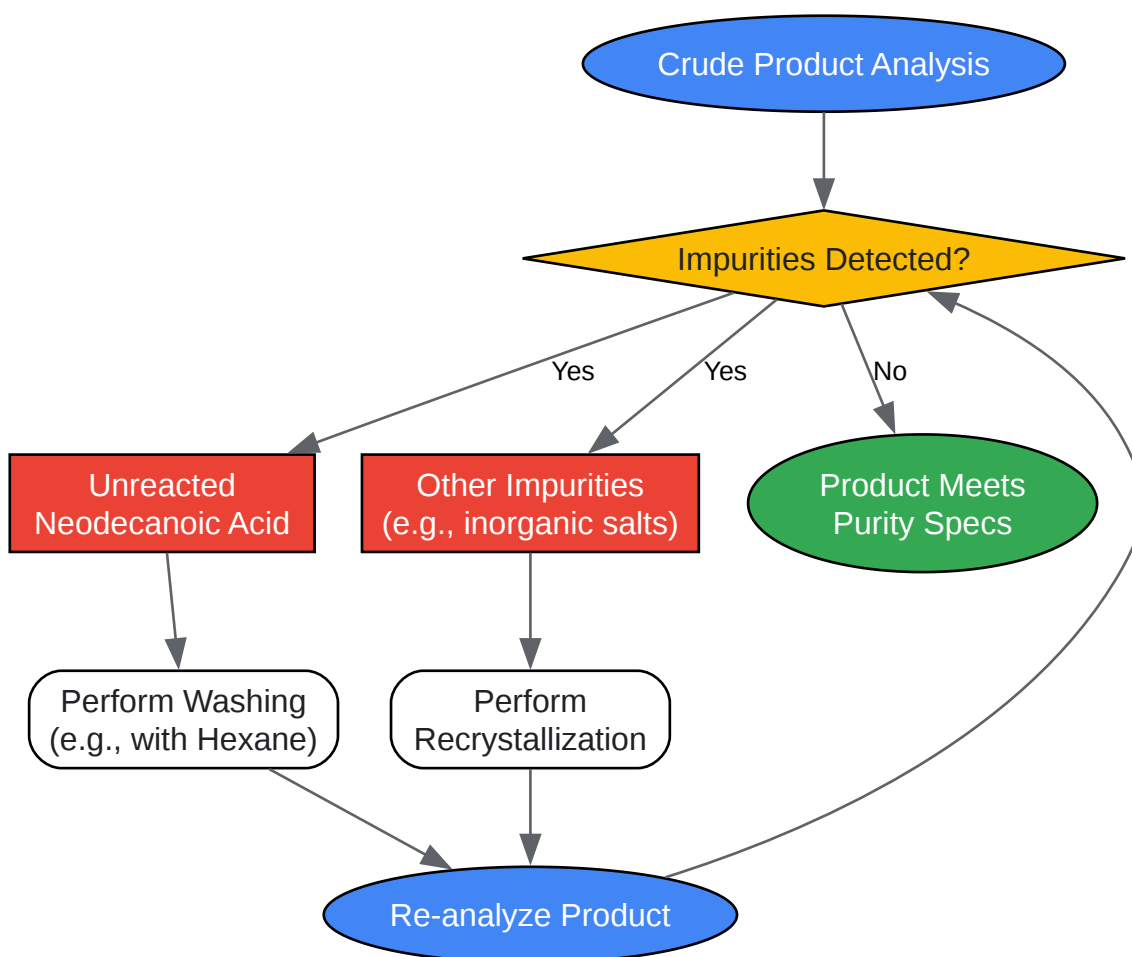 Crude Product Analysis
Impurities Detected?
Yes
Yes
No
Unreacted
Neodecanoic Acid
Other Impurities
(e.g., inorganic salts)
Product Meets
Purity Specs
Perform Washing
(e.g., with Hexane)
Perform
Recrystallization
Re-analyze Product